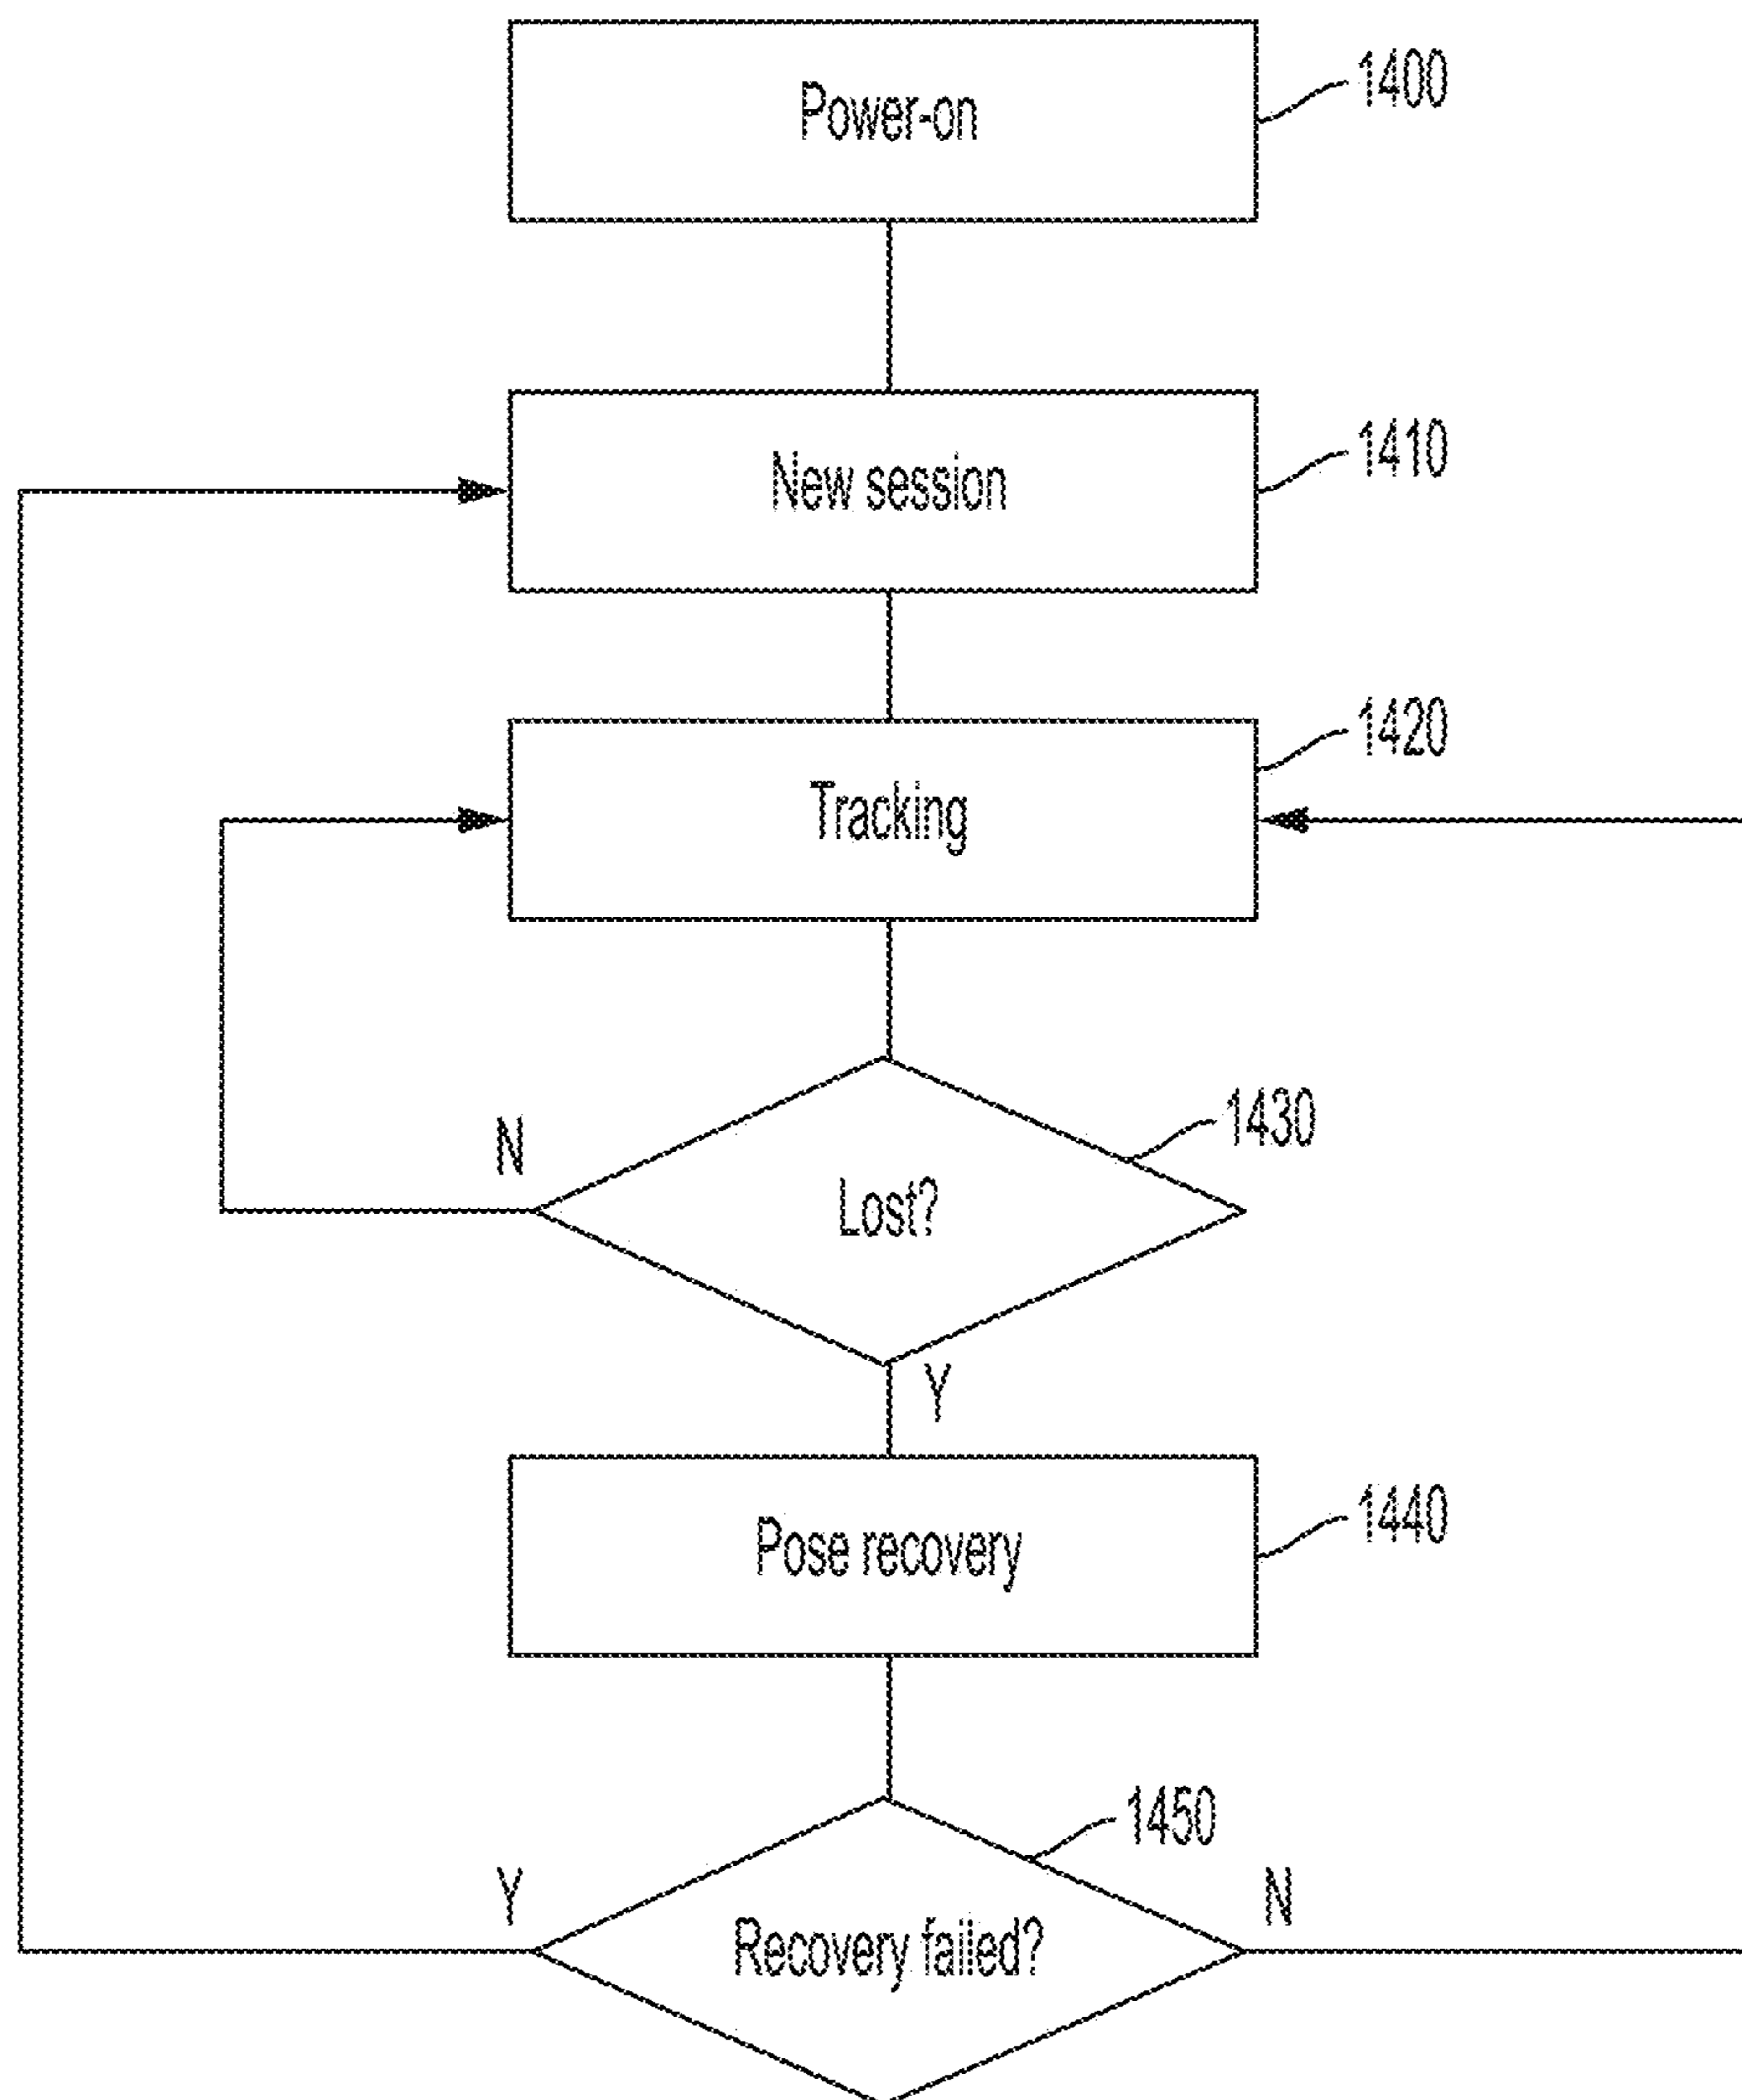 Power-on
1400
New session
1410
1420
Tracking
1430
N
Lost?
Y
1440
Pose recovery
1450
Y
N
Recovery failed?